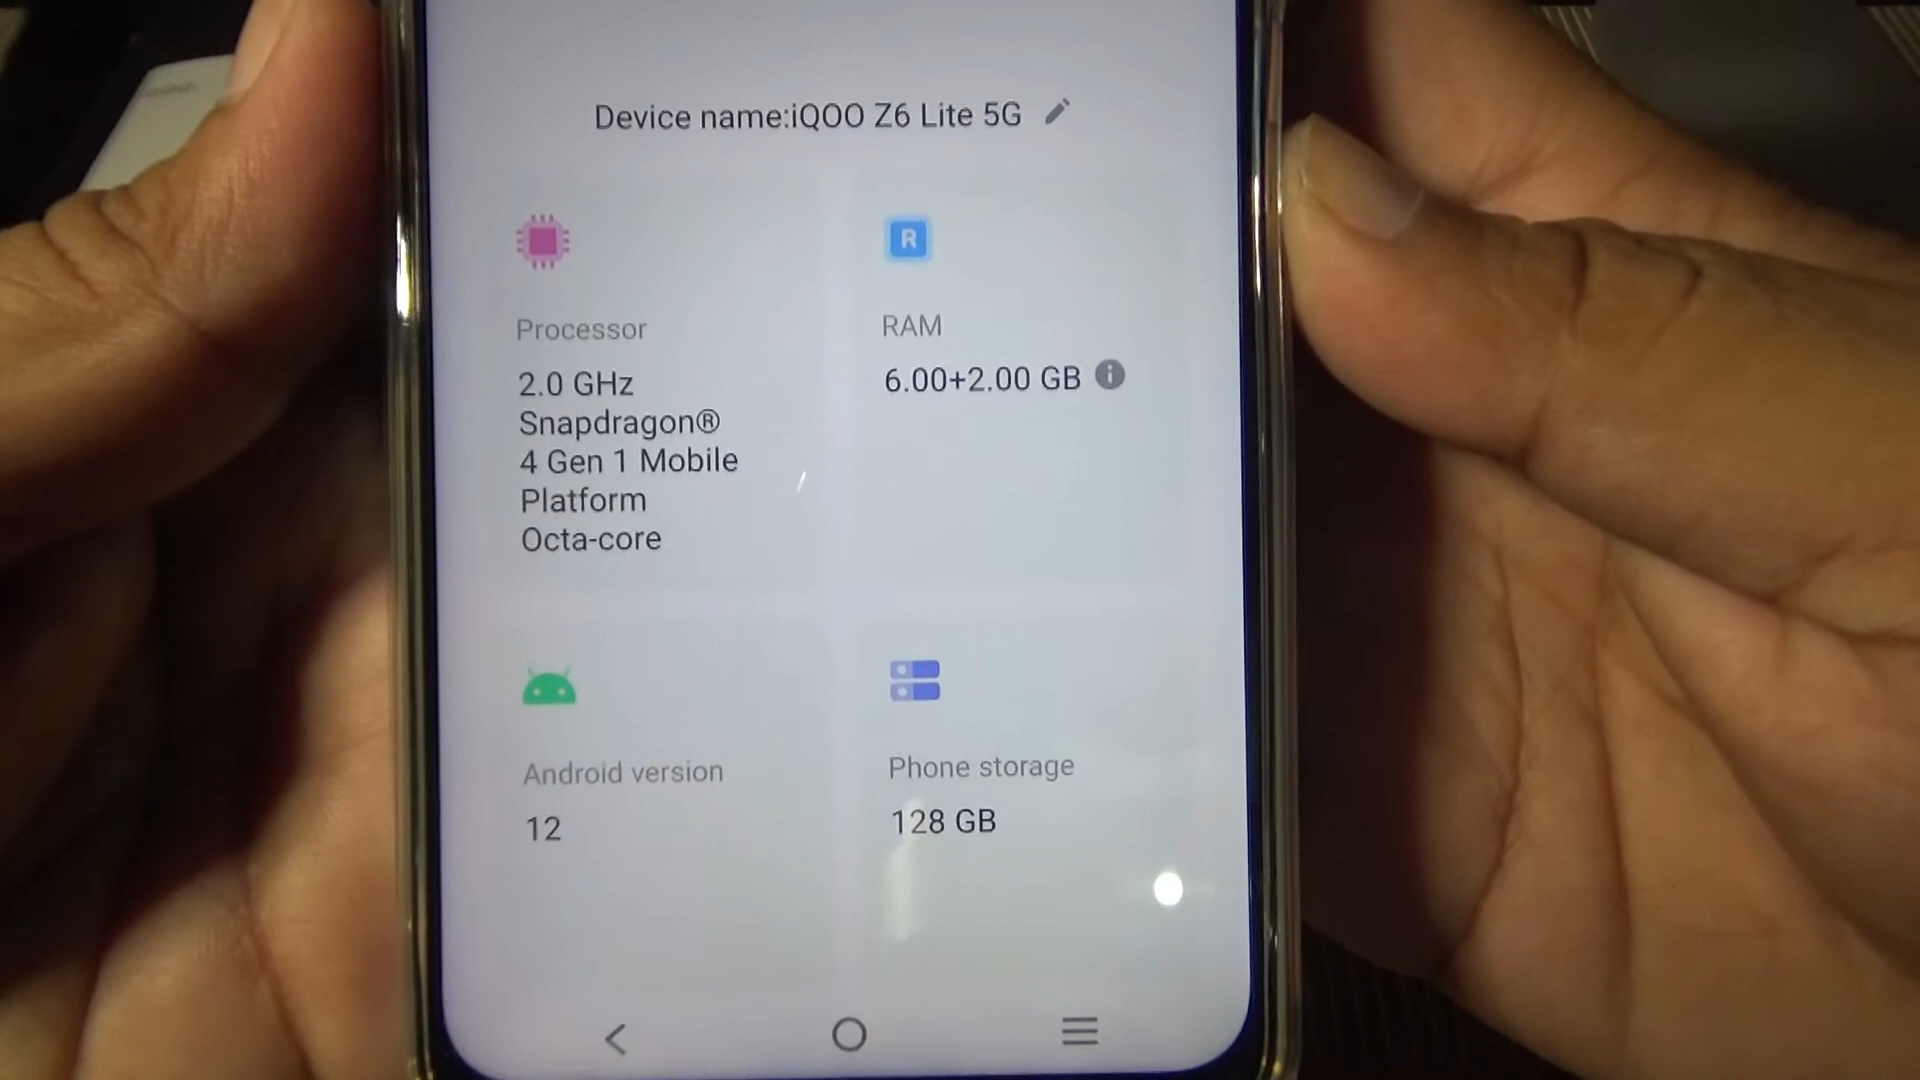 Device name:iQOO Z6 Lite 5G
R
Processor
2.0 GHz
Snapdragon®
4 Gen 1 Mobile
Platform
Octa-core
RAM
6.00+2.00 GB
Android version
12
Phone storage
128 GB